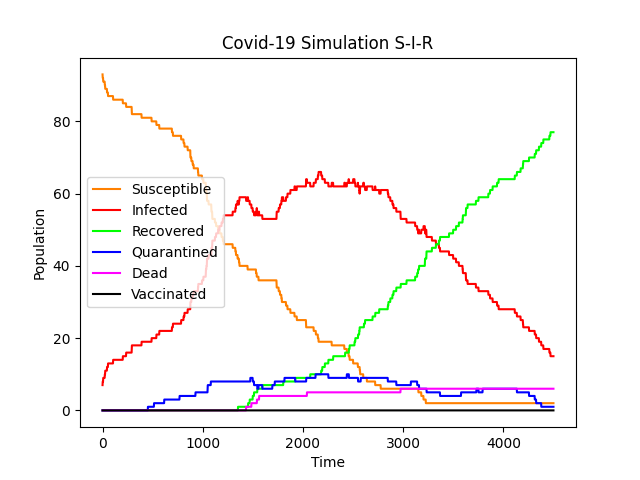 Covid-19 Simulation S-I-R
Population
80
60
40
20
0
Susceptible
Infected
Recovered
Quarantined
Dead
Vaccinated
0 1000 2000 3000 4000
Time